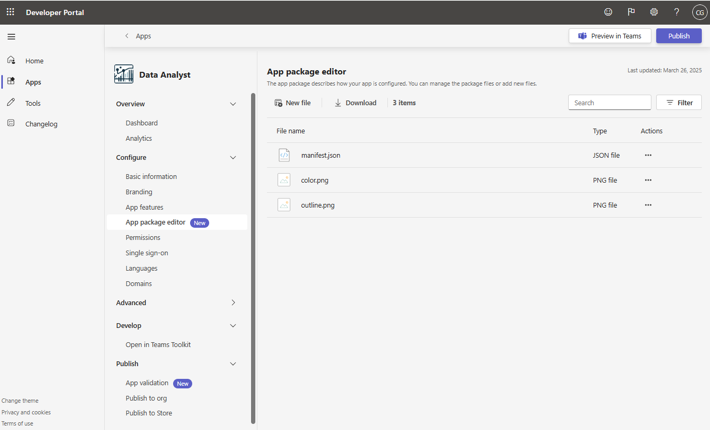 Developer Portal
CG
Home
Apps
Tools
Changelog
Change theme
Privacy and cookies
Terms of use
Apps
Preview in Teams
Publish
Data Analyst
Overview
Dashboard
Analytics
Configure
Basic information
Branding
App features
App package editor New
Permissions
Single sign-on
Languages
Domains
Advanced
Develop
Open in Teams Toolkit
Publish
App validation New
Publish to org
Publish to Store
App package editor
Last updated: March 26, 2025
The app package describes how your app is configured. You can manage the package files or add new files.
New file Download 3 items Search Filter
File name Type Actions
manifest.json JSON file
color.png PNG file
outline.png PNG file